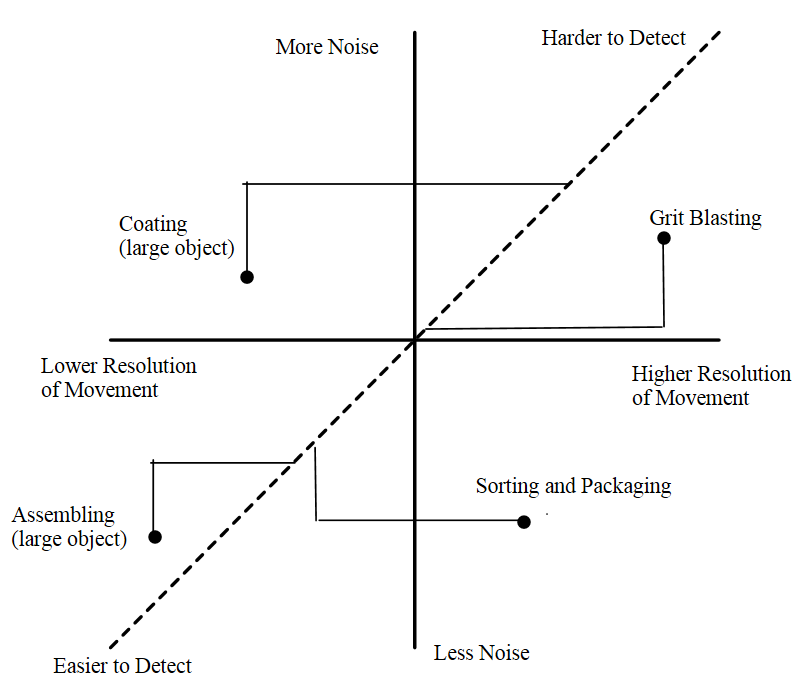 More Noise
Harder to Detect
Coating
(large object)
Grit Blasting
Lower Resolution
of Movement
Higher Resolution
of Movement
Sorting and Packaging
Assembling
(large object)
Less Noise
Easier to Detect